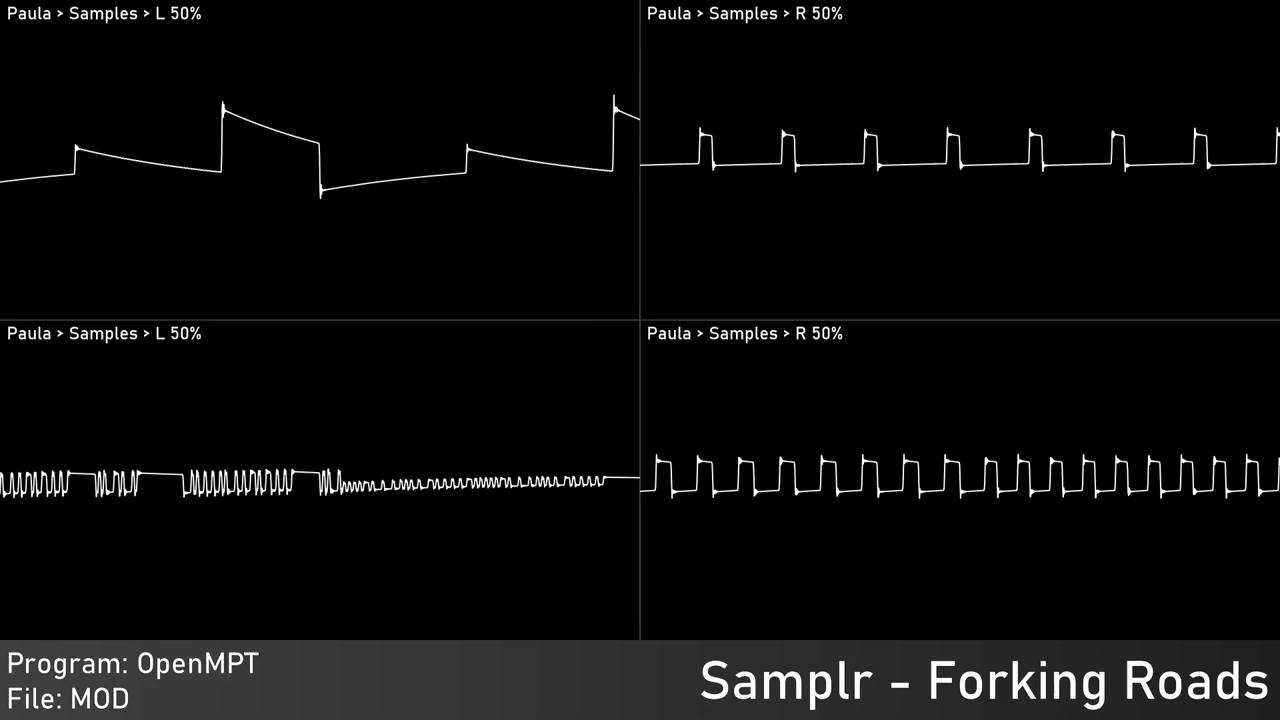 Paula > Samples > L 50%
Paula > Samples > R 50%
Paula > Samples > L 50%
Paula > Samples > R 50%
Program: OpenMPT
File: MOD
Samplr - Forking Roads